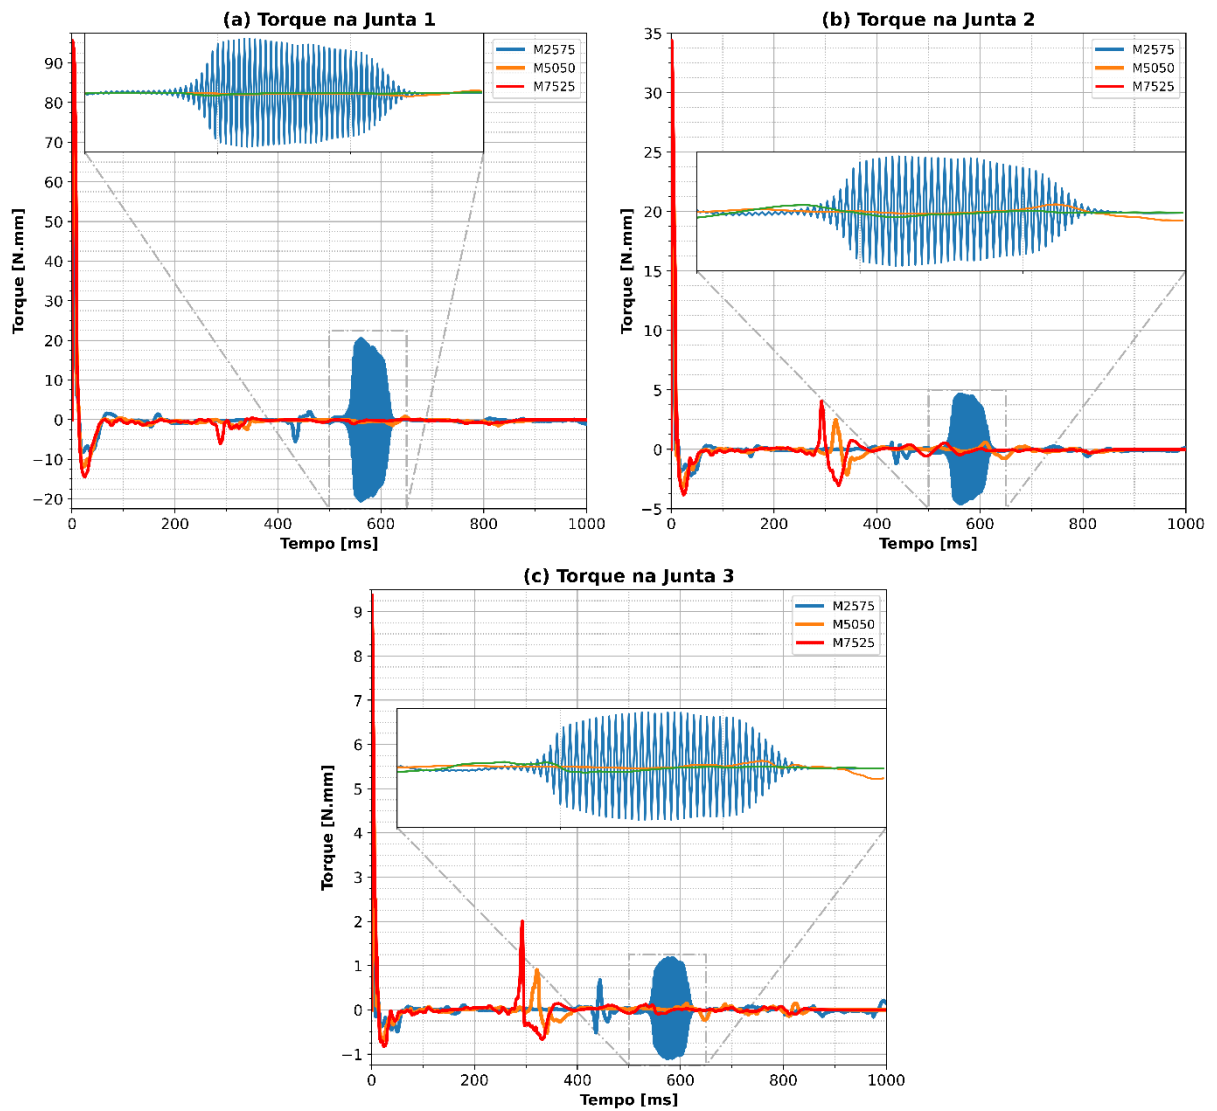 (a) Torque na Junta 1
M2575
M5050
M7525
90
80
70
60
50
40
30
20
10
0
−10
−20
Torque [N.mm]
0 200 400 600 800 1000
Tempo [ms]
(b) Torque na Junta 2
M2575
M5050
M7525
35
30
25
20
15
10
5
0
−5
Torque [N.mm]
0 200 400 600 800 1000
Tempo [ms]
(c) Torque na Junta 3
M2575
M5050
M7525
9
8
7
6
5
4
3
2
1
0
−1
Torque [N.mm]
0 200 400 600 800 1000
Tempo [ms]